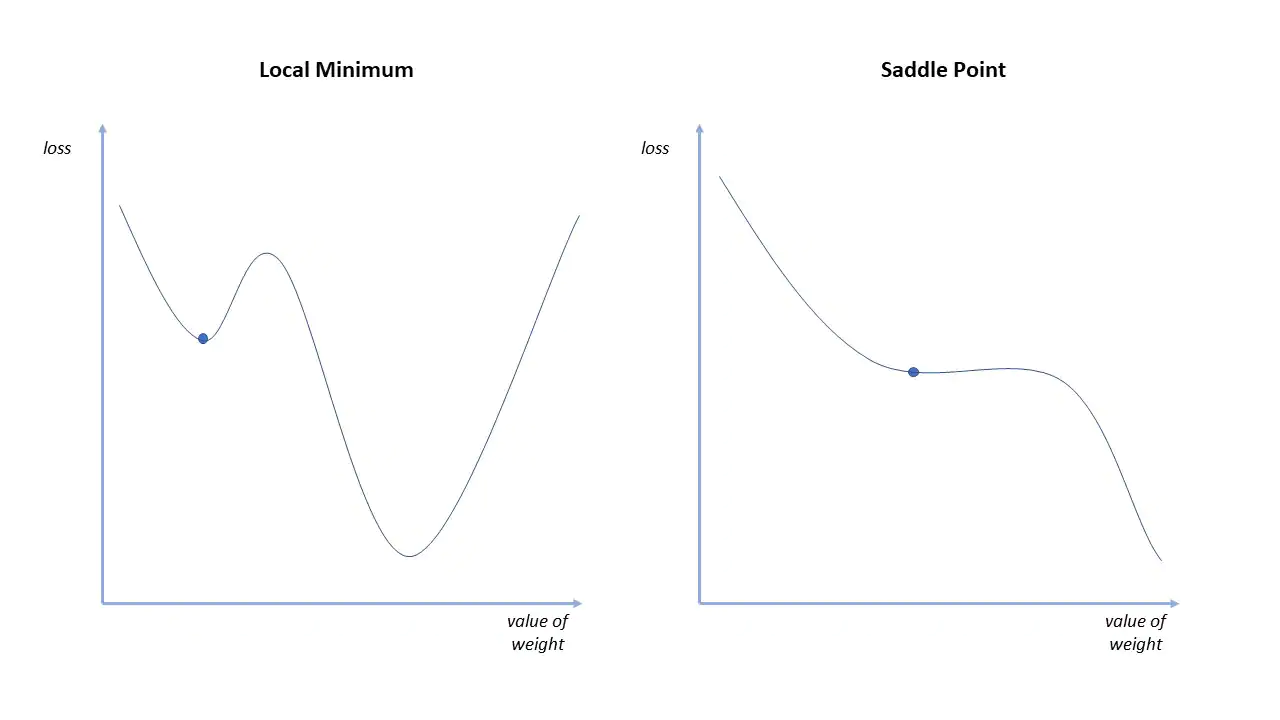 Local Minimum
loss
value of
weight
Saddle Point
loss
value of
weight